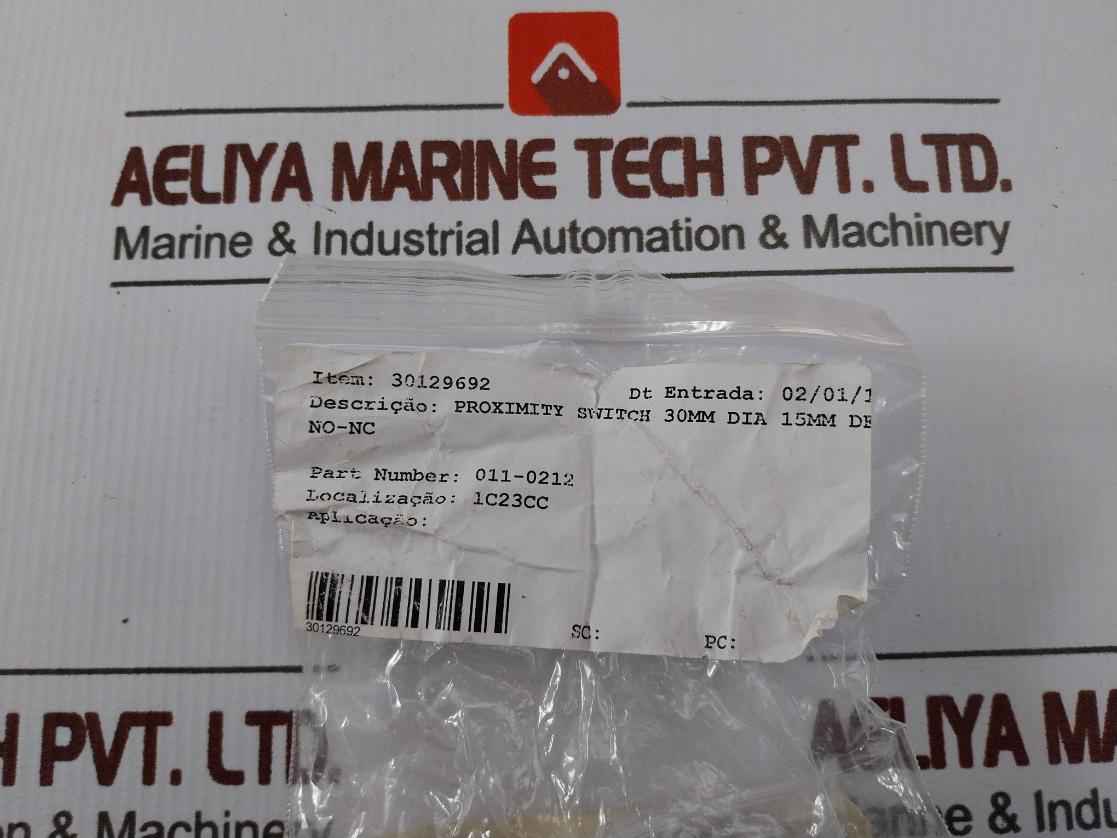 AELIYA MARINE TECH PVT. LTD.
Marine & Industrial Automation & Machinery
Item: 30129692
Dt Entrada: 02/01/1
Descrição: PROXIMITY SWITCH 30MM DIA 15MM DE
NO-NC
Part Number: 011-0212
Localização: 1C23CC
Aplicação:
30129692
SC:
PC:
H PVT. LTD.
AELIYA MA
n & Machinery
Marine & Indu